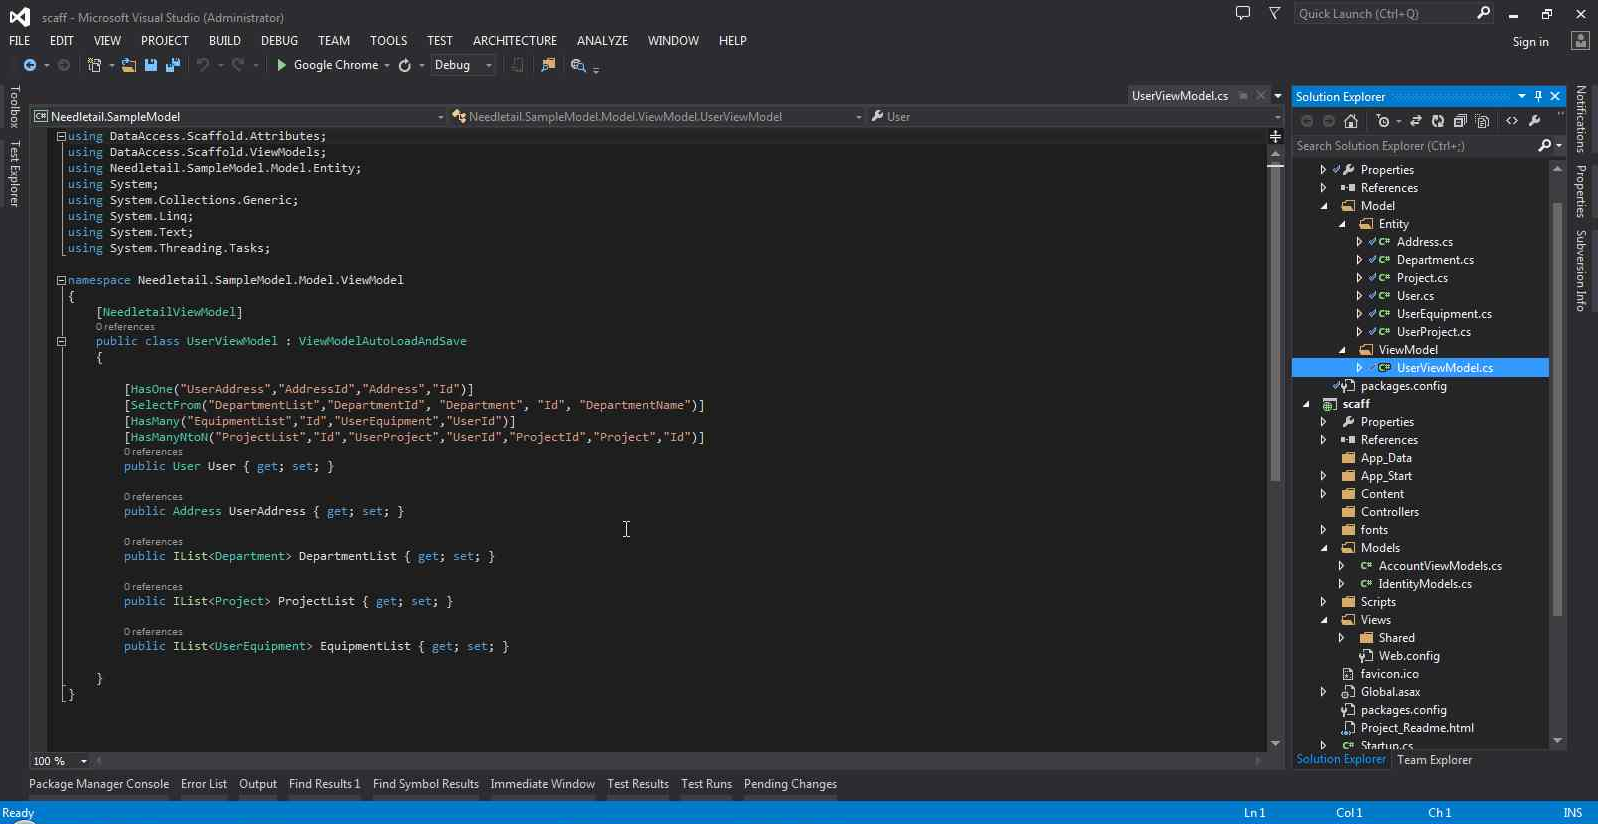 scaff - Microsoft Visual Studio (Administrator)
Quick Launch (Ctrl+Q)
FILE EDIT VIEW PROJECT BUILD DEBUG TEAM TOOLS TEST ARCHITECTURE ANALYZE WINDOW HELP
Sign in
Google Chrome Debug
Toolbox
Test Explorer
UserViewModel.cs
Needletail.SampleModel
Needletail.SampleModel.Model.ViewModel.UserViewModel
User
using DataAccess.Scaffold.Attributes;
using DataAccess.Scaffold.ViewModels;
using Needletail.SampleModel.Model.Entity;
using System;
using System.Collections.Generic;
using System.Linq;
using System.Text;
using System.Threading.Tasks;
namespace Needletail.SampleModel.Model.ViewModel
{
[NeedletailViewModel]
0 references
public class UserViewModel : ViewModelAutoLoadAndSave
{
[HasOne("UserAddress","AddressId","Address","Id")]
[SelectFrom("DepartmentList","DepartmentId", "Department", "Id", "DepartmentName")]
[HasMany("EquipmentList","Id","UserEquipment","UserId")]
[HasManyNtoN("ProjectList","Id","UserProject","UserId","ProjectId","Project","Id")]
0 references
public User User { get; set; }
0 references
public Address UserAddress { get; set; }
0 references
public IList<Department> DepartmentList { get; set; }
0 references
public IList<Project> ProjectList { get; set; }
0 references
public IList<UserEquipment> EquipmentList { get; set; }
}
}
100 %
Solution Explorer
Search Solution Explorer (Ctrl+;)
Properties
References
Model
Entity
C# Address.cs
C# Department.cs
C# Project.cs
C# User.cs
C# UserEquipment.cs
C# UserProject.cs
ViewModel
C# UserViewModel.cs
packages.config
scaff
Properties
References
App_Data
App_Start
Content
Controllers
fonts
Models
C# AccountViewModels.cs
C# IdentityModels.cs
Scripts
Views
Shared
Web.config
favicon.ico
Global.asax
packages.config
Project_Readme.html
C# Startup.cs
Solution Explorer Team Explorer
Notifications
Properties
Subversion Info
Package Manager Console Error List Output Find Results 1 Find Symbol Results Immediate Window Test Results Test Runs Pending Changes
Ready Ln 1 Col 1 Ch 1 INS